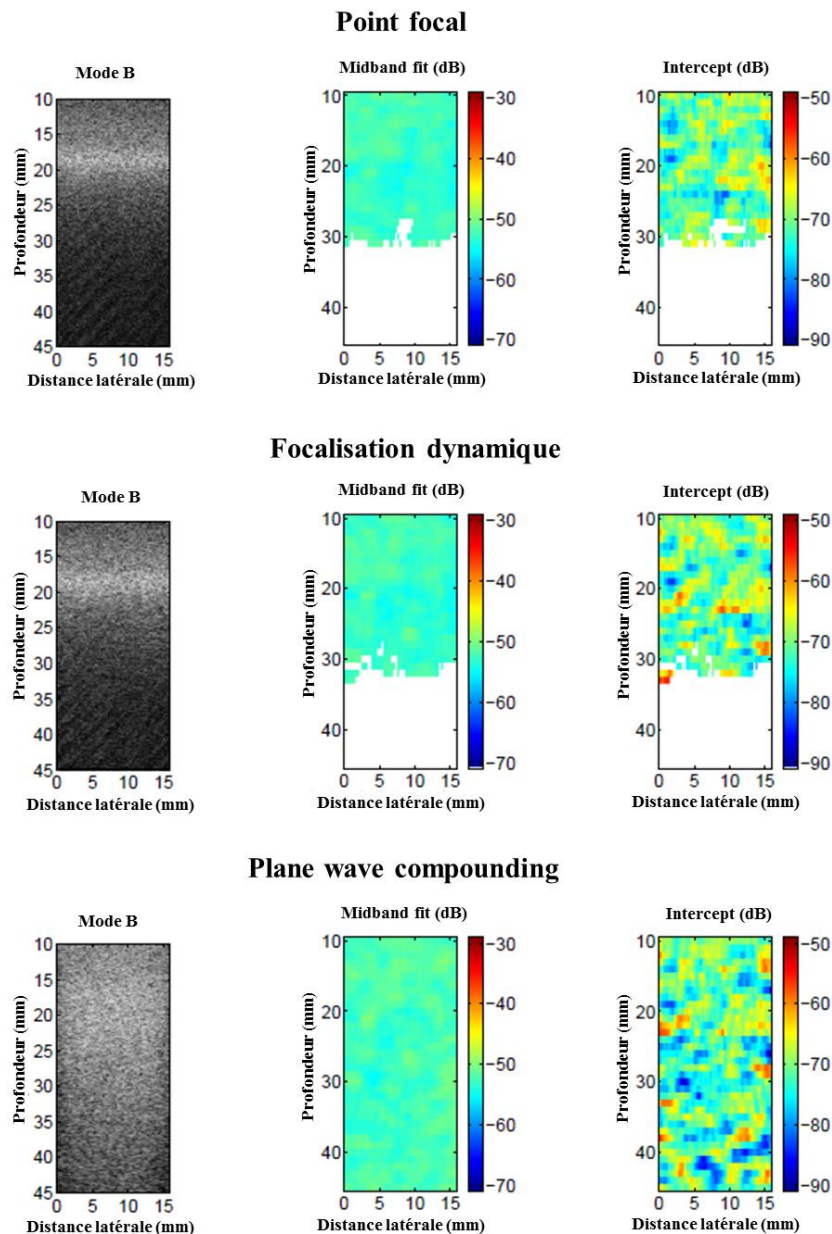 Point focal
Mode B
Midband fit (dB)
Intercept (dB)
Profondeur (mm)
10
15
20
25
30
35
40
45
0 5 10 15
Distance latérale (mm)
Profondeur (mm)
10
20
30
40
0 5 10 15
Distance latérale (mm)
−30
−40
−50
−60
−70
Profondeur (mm)
10
20
30
40
0 5 10 15
Distance latérale (mm)
−50
−60
−70
−80
−90
Focalisation dynamique
Mode B
Midband fit (dB)
Intercept (dB)
Profondeur (mm)
10
15
20
25
30
35
40
45
0 5 10 15
Distance latérale (mm)
Profondeur (mm)
10
20
30
40
0 5 10 15
Distance latérale (mm)
−30
−40
−50
−60
−70
Profondeur (mm)
10
20
30
40
0 5 10 15
Distance latérale (mm)
−50
−60
−70
−80
−90
Plane wave compounding
Mode B
Midband fit (dB)
Intercept (dB)
Profondeur (mm)
10
15
20
25
30
35
40
45
0 5 10 15
Distance latérale (mm)
Profondeur (mm)
10
20
30
40
0 5 10 15
Distance latérale (mm)
−30
−40
−50
−60
−70
Profondeur (mm)
10
20
30
40
0 5 10 15
Distance latérale (mm)
−50
−60
−70
−80
−90